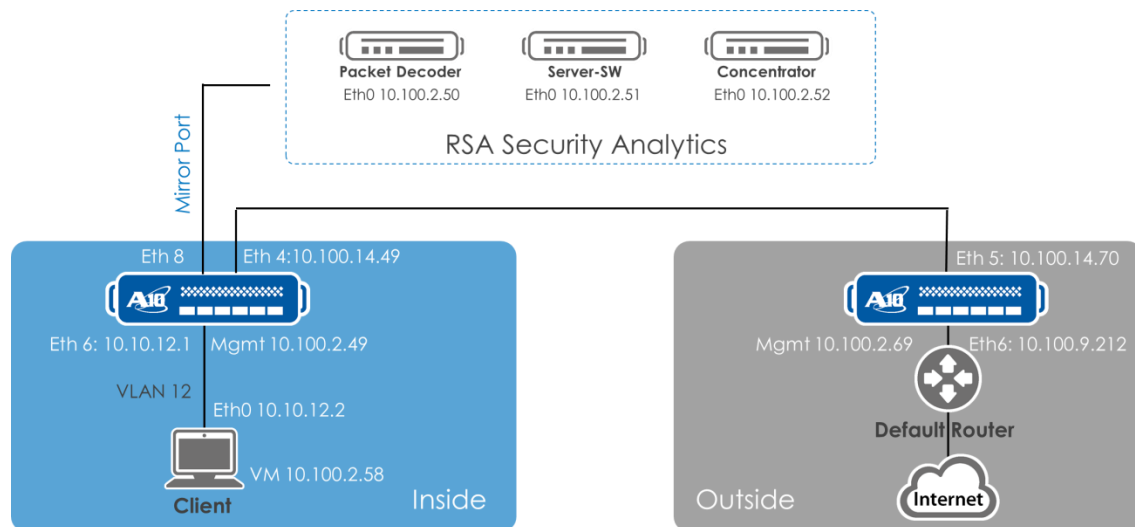 Packet Decoder
Eth0 10.100.2.50
Server-SW
Eth0 10.100.2.51
Concentrator
Eth0 10.100.2.52
RSA Security Analytics
Mirror Port
Eth 8
Eth 4:10.100.14.49
A10
Eth 6: 10.10.12.1
Mgmt 10.100.2.49
VLAN 12
Eth0 10.10.12.2
VM 10.100.2.58
Client
Inside
Eth 5: 10.100.14.70
A10
Mgmt 10.100.2.69
Eth6: 10.100.9.212
Default Router
Internet
Outside